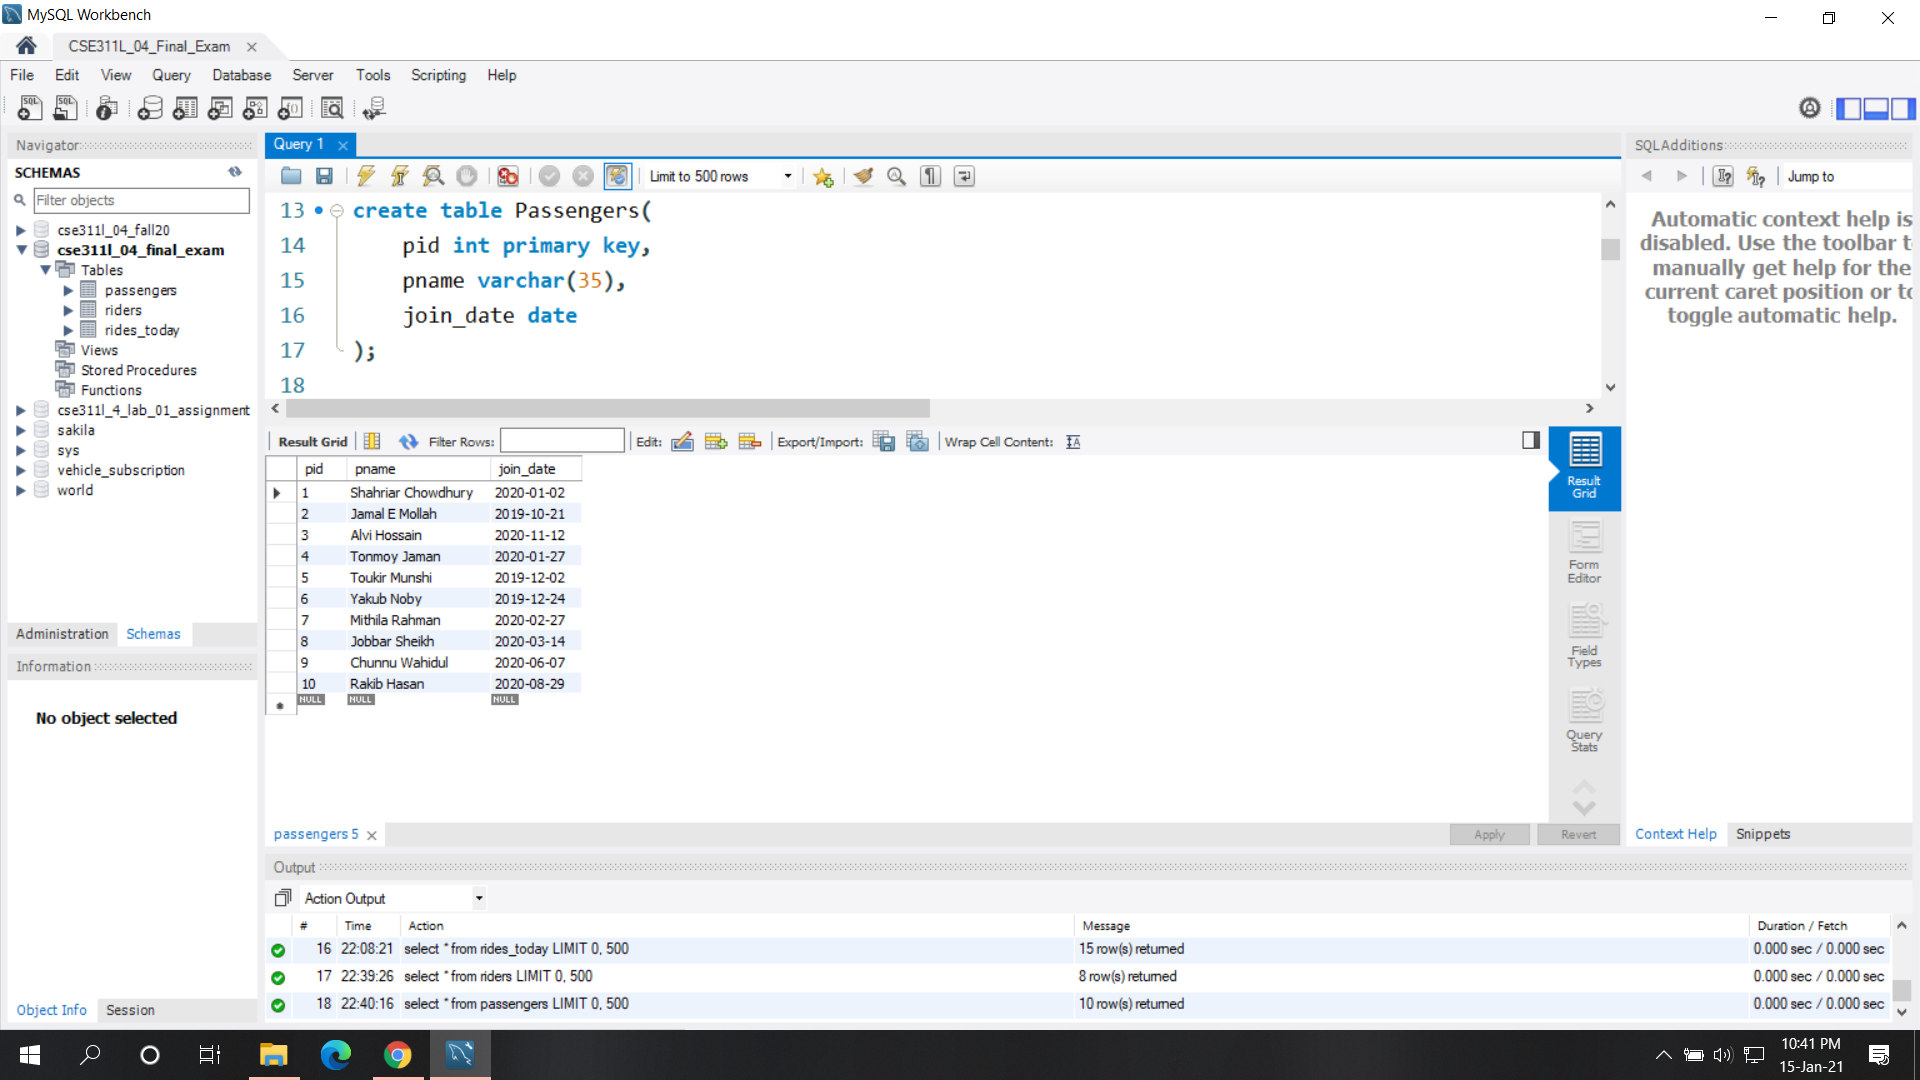 MySQL Workbench
CSE311L_04_Final_Exam
File Edit View Query Database Server Tools Scripting Help
Navigator
SCHEMAS
Filter objects
cse311l_04_fall20
cse311l_04_final_exam
Tables
passengers
riders
rides_today
Views
Stored Procedures
Functions
cse311l_4_lab_01_assignment
sakila
sys
vehicle_subscription
world
Administration Schemas
Information
No object selected
Object Info Session
Query 1
Limit to 500 rows
13 create table Passengers(
14 pid int primary key,
15 pname varchar(35),
16 join_date date
17 );
18
Result Grid Filter Rows: Edit: Export/Import: Wrap Cell Content:
pid pname join_date
1 Shahriar Chowdhury 2020-01-02
2 Jamal E Mollah 2019-10-21
3 Alvi Hossain 2020-11-12
4 Tonmoy Jaman 2020-01-27
5 Toukir Munshi 2019-12-02
6 Yakub Noby 2019-12-24
7 Mithila Rahman 2020-02-27
8 Jobbar Sheikh 2020-03-14
9 Chunnu Wahidul 2020-06-07
10 Rakib Hasan 2020-08-29
NULL NULL NULL
Result
Grid
Form
Editor
Field
Types
Query
Stats
passengers 5
Apply Revert
SQLAdditions
Jump to
Automatic context help is
disabled. Use the toolbar t
manually get help for the
current caret position or to
toggle automatic help.
Context Help Snippets
Output
Action Output
# Time Action Message Duration / Fetch
16 22:08:21 select * from rides_today LIMIT 0, 500 15 row(s) returned 0.000 sec / 0.000 sec
17 22:39:26 select * from riders LIMIT 0, 500 8 row(s) returned 0.000 sec / 0.000 sec
18 22:40:16 select * from passengers LIMIT 0, 500 10 row(s) returned 0.000 sec / 0.000 sec
10:41 PM
15-Jan-21